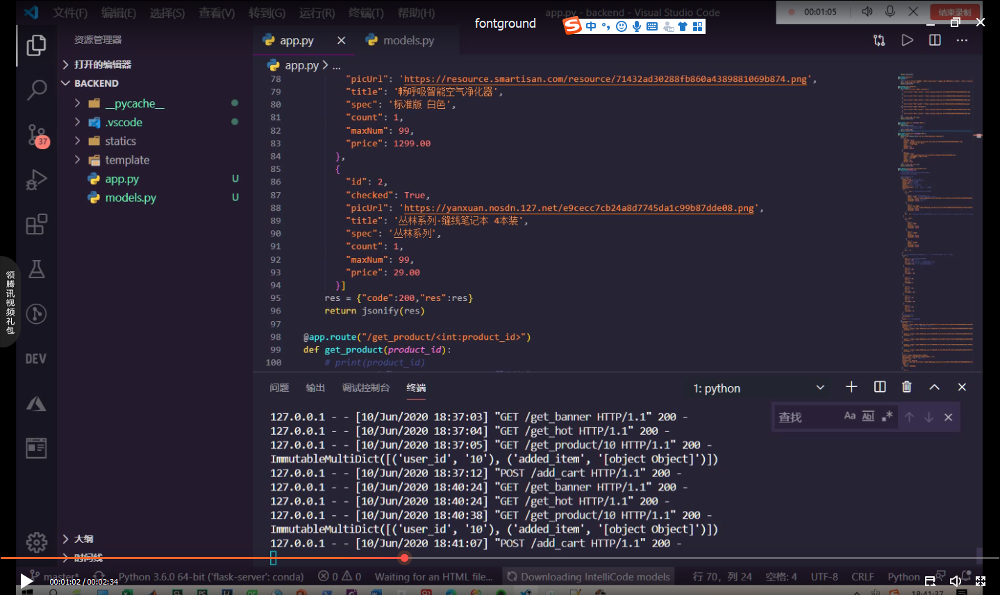 文件(F) 编辑(E) 选择(S) 查看(V) 转到(G) 运行(R) 终端(T) 帮助(H) app.py - backend - Visual Studio Code
00:01:05 结束录制
fontground
中
资源管理器
app.py models.py
打开的编辑器
app.py > ...
BACKEND
__pycache__
.vscode
statics
37
template
app.py U
models.py U
78 "picUrl": 'https://resource.smartisan.com/resource/71432ad30288fb860a4389881069b874.png',
79 "title": '畅呼吸智能空气净化器',
80 "spec": '标准版 白色',
81 "count": 1,
82 "maxNum": 99,
83 "price": 1299.00
84 },
85 {
86 "id": 2,
87 "checked": True,
88 "picUrl": 'https://yanxuan.nosdn.127.net/e9cecc7cb24a8d7745da1c99b87dde08.png',
89 "title": '丛林系列·缝线笔记本 4本装',
90 "spec": '丛林系列',
91 "count": 1,
92 "maxNum": 99,
93 "price": 29.00
94 }]
95 res = {"code":200,"res":res}
96 return jsonify(res)
97
98 @app.route("/get_product/<int:product_id>")
99 def get_product(product_id):
100 # print(product_id)
领腾讯视频礼包
DEV
问题 输出 调试控制台 终端 1: python
查找 Aa Abl .*
127.0.0.1 - - [10/Jun/2020 18:37:03] "GET /get_banner HTTP/1.1" 200 -
127.0.0.1 - - [10/Jun/2020 18:37:04] "GET /get_hot HTTP/1.1" 200 -
127.0.0.1 - - [10/Jun/2020 18:37:05] "GET /get_product/10 HTTP/1.1" 200 -
ImmutableMultiDict([('user_id', '10'), ('added_item', '[object Object]')])
127.0.0.1 - - [10/Jun/2020 18:37:12] "POST /add_cart HTTP/1.1" 200 -
127.0.0.1 - - [10/Jun/2020 18:40:24] "GET /get_banner HTTP/1.1" 200 -
127.0.0.1 - - [10/Jun/2020 18:40:24] "GET /get_hot HTTP/1.1" 200 -
127.0.0.1 - - [10/Jun/2020 18:40:38] "GET /get_product/10 HTTP/1.1" 200 -
ImmutableMultiDict([('user_id', '10'), ('added_item', '[object Object]')])
127.0.0.1 - - [10/Jun/2020 18:41:07] "POST /add_cart HTTP/1.1" 200 -
大纲
时间线
master* Python 3.6.0 64-bit ('flask-server': conda) 0 0 Waiting for an HTML file... Downloading IntelliCode models 行 70，列 24 空格: 4 UTF-8 CRLF Python
00:01:02 / 00:02:34
18:41:37